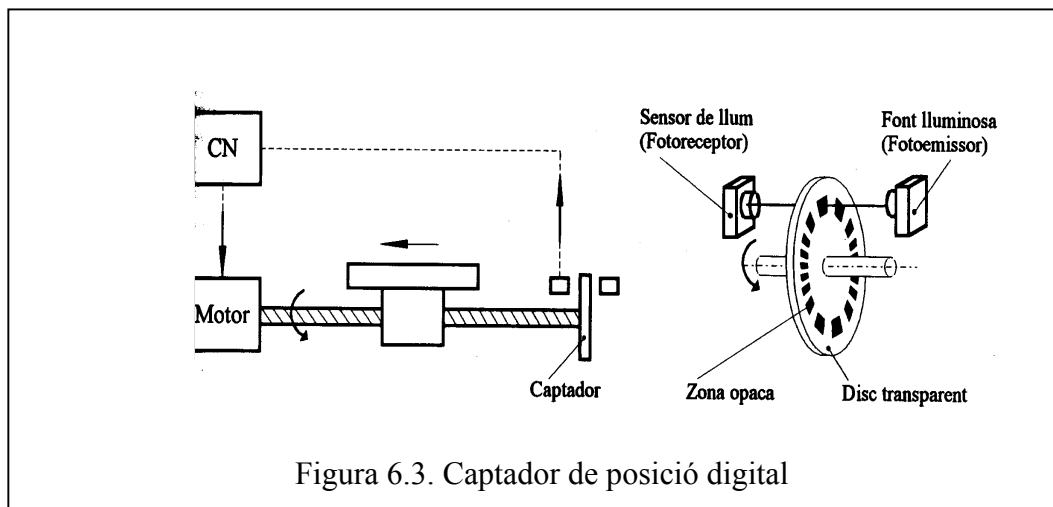 CN
Motor
Captador
Sensor de llum
(Fotoreceptor)
Font lluminosa
(Fotoemissor)
Zona opaca
Disc transparent
Figura 6.3. Captador de posició digital